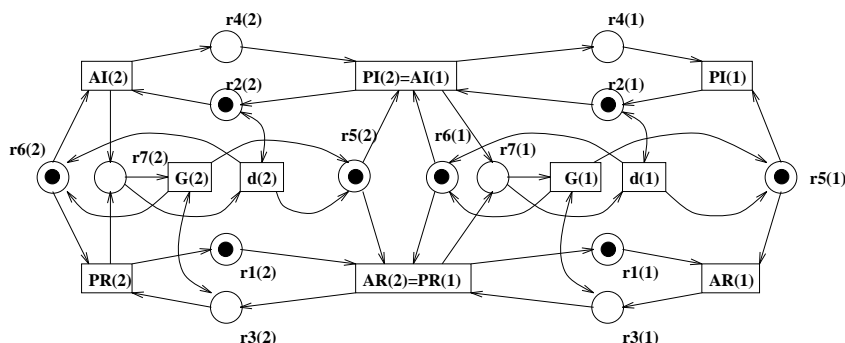 r4(2) r4(1)
AI(2) PI(2)=AI(1) PI(1)
r2(2) r2(1)
r6(2) r7(2) r5(2) r6(1) r7(1)
G(2) d(2) G(1) d(1) r5(1)
PR(2) r1(2) AR(2)=PR(1) r1(1) AR(1)
r3(2) r3(1)